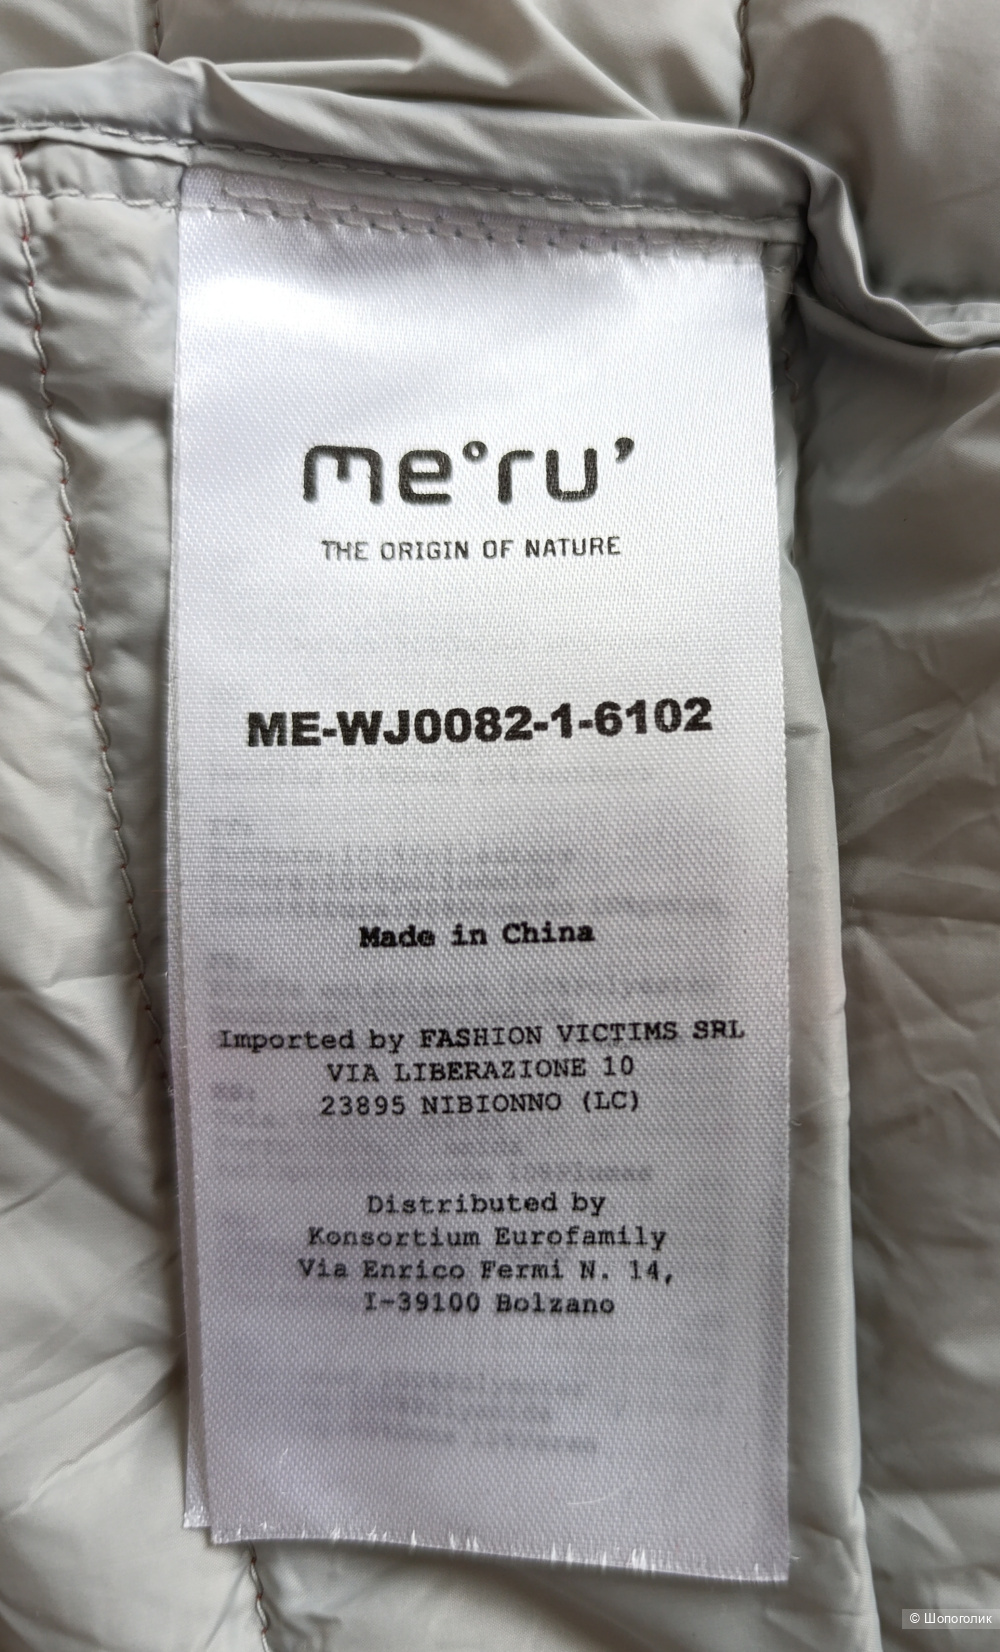 me°ru’
THE ORIGIN OF NATURE
ME-WJ0082-1-6102
Made in China
Imported by FASHION VICTIMS SRL
VIA LIBERAZIONE 10
23895 NIBIONNO (LC)
Distributed by
Konsortium Eurofamily
Via Enrico Fermi N. 14,
I-39100 Bolzano
© Шопоголик